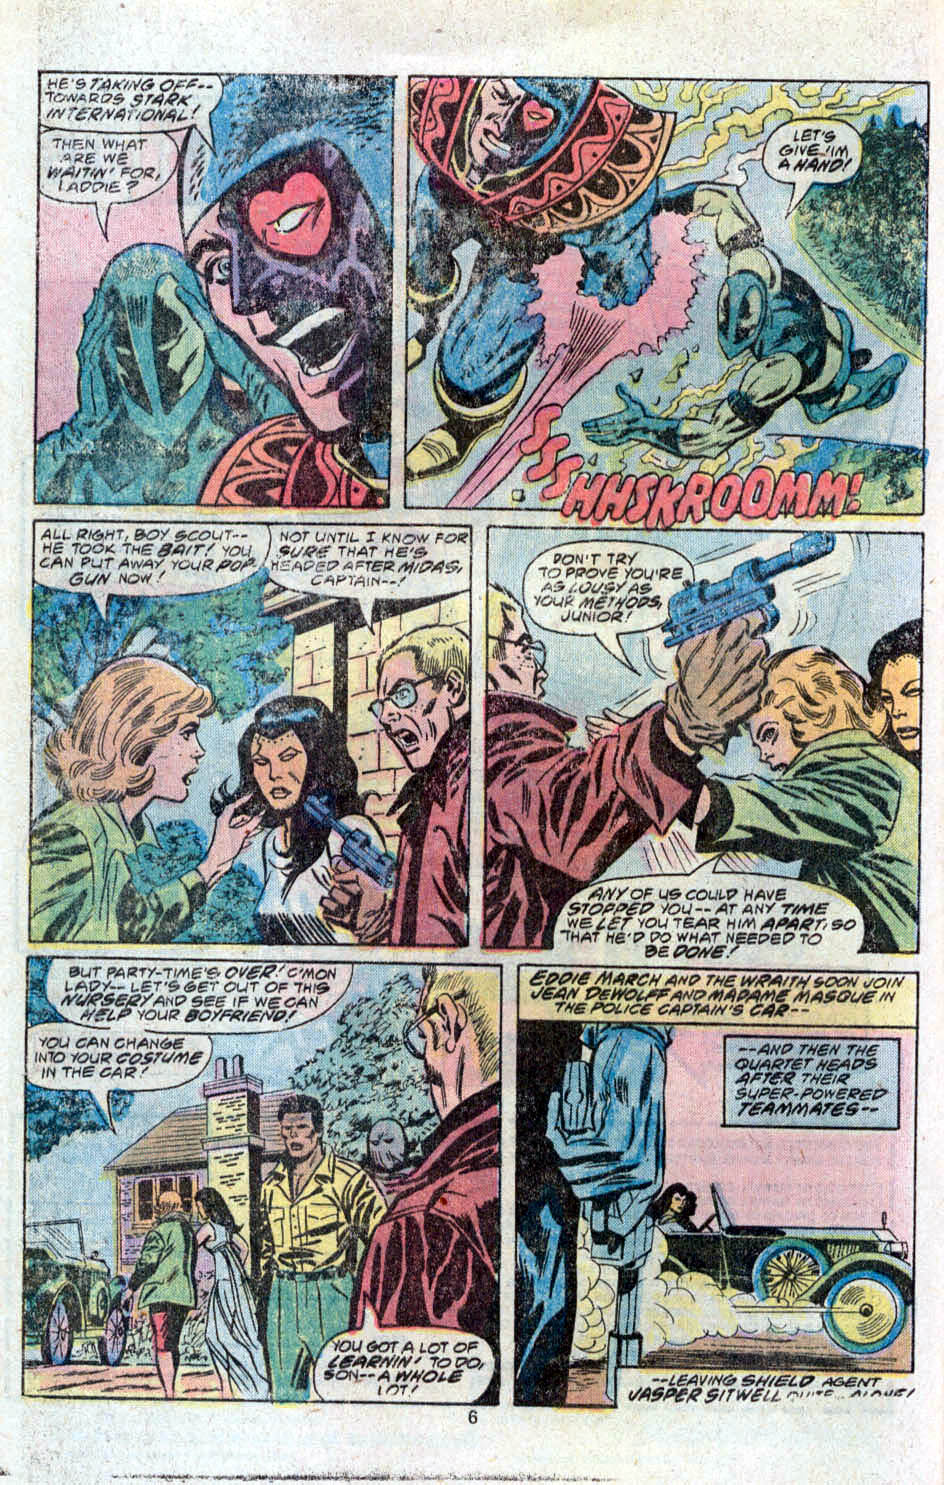 HE'S TAKING OFF--
TOWARDS STARK
INTERNATIONAL!
THEN WHAT
ARE WE
WAITIN' FOR,
LADDIE?
LET'S
GIVE 'IM
A HAND!
SSSSHHHSKROOMM!
ALL RIGHT, BOY SCOUT--
HE TOOK THE BAIT! YOU
CAN PUT AWAY YOUR POP
GUN NOW!
NOT UNTIL I KNOW FOR
SURE THAT HE'S
HEADED AFTER MIDAS,
CAPTAIN--!
DON'T TRY
TO PROVE YOU'RE
AS LOUSY AS
YOUR METHODS,
JUNIOR!
ANY OF US COULD HAVE
STOPPED YOU-- AT ANY TIME
WE LET YOU TEAR HIM APART, SO
THAT HE'D DO WHAT NEEDED TO
BE DONE!
BUT PARTY-TIME'S OVER! C'MON
LADY-- LET'S GET OUT OF THIS
NURSERY AND SEE IF WE CAN
HELP YOUR BOYFRIEND!
YOU CAN CHANGE
INTO YOUR COSTUME
IN THE CAR!
YOU GOT A LOT OF
LEARNIN' TO DO,
SON-- A WHOLE
LOT!
EDDIE MARCH AND THE WRAITH SOON JOIN
JEAN DEWOLFF AND MADAME MASQUE IN
THE POLICE CAPTAIN'S CAR--
--AND THEN THE
QUARTET HEADS
AFTER THEIR
SUPER-POWERED
TEAMMATES--
--LEAVING SHIELD AGENT
JASPER SITWELL QUITE ALONE!
6